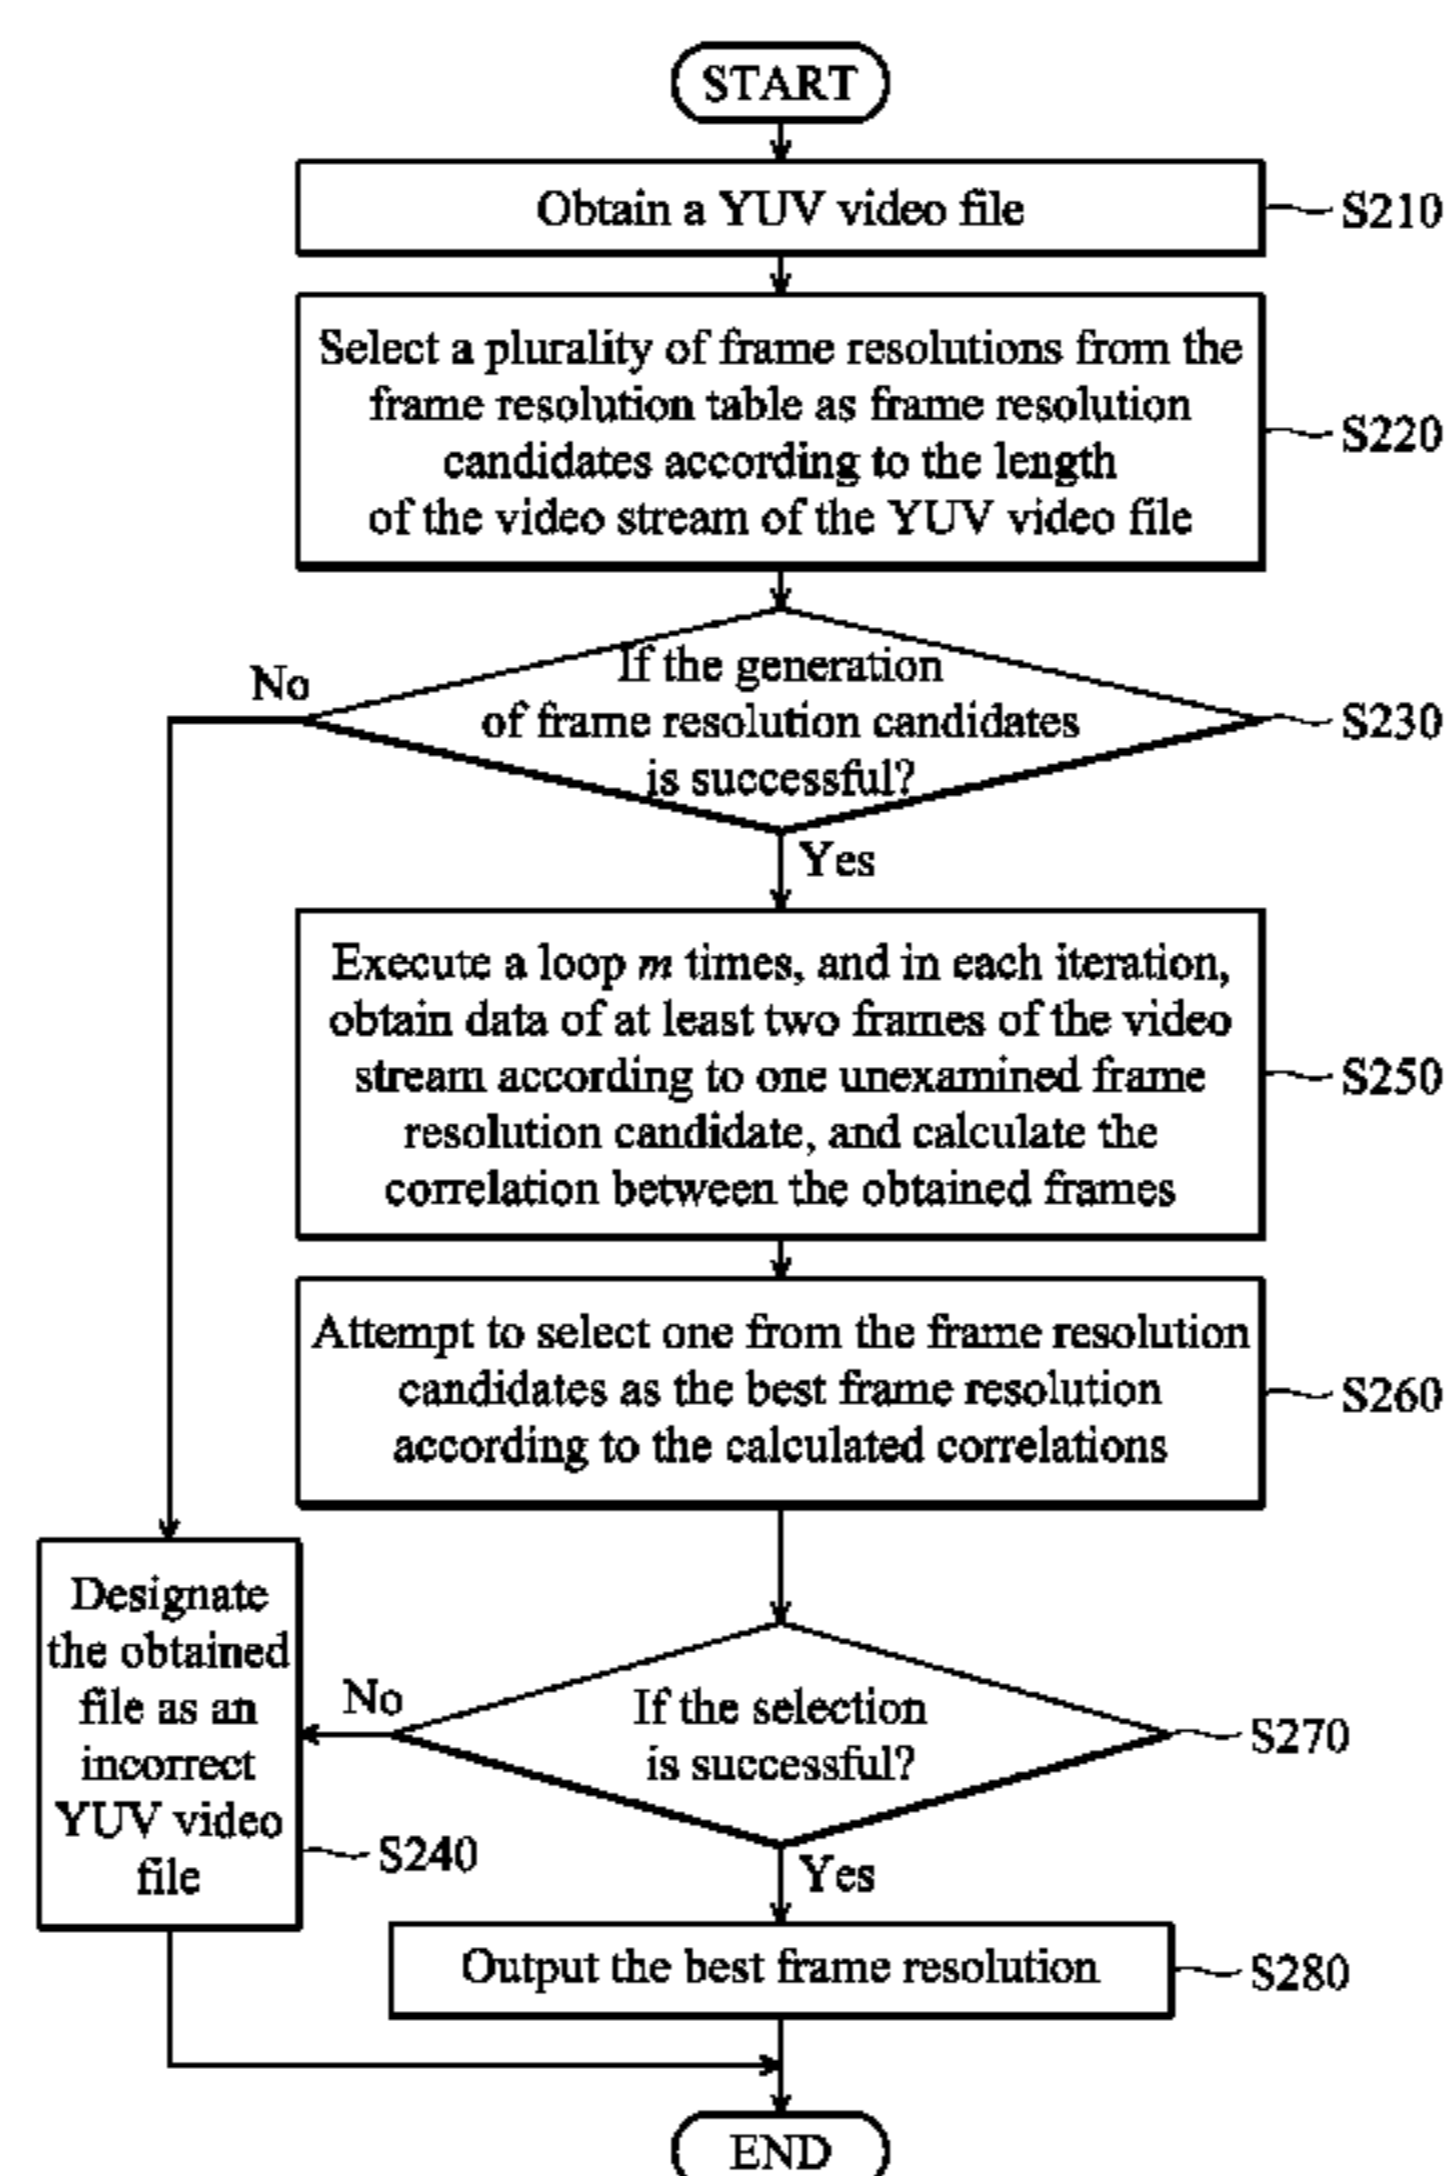 START
Obtain a YUV video file
S210
Select a plurality of frame resolutions from the
frame resolution table as frame resolution
candidates according to the length
of the video stream of the YUV video file
S220
If the generation
of frame resolution candidates
is successful?
S230
No
Yes
Execute a loop m times, and in each iteration,
obtain data of at least two frames of the video
stream according to one unexamined frame
resolution candidate, and calculate the
correlation between the obtained frames
S250
Attempt to select one from the frame resolution
candidates as the best frame resolution
according to the calculated correlations
S260
Designate
the obtained
file as an
incorrect
YUV video
file
S240
No
If the selection
is successful?
S270
Yes
Output the best frame resolution
S280
END